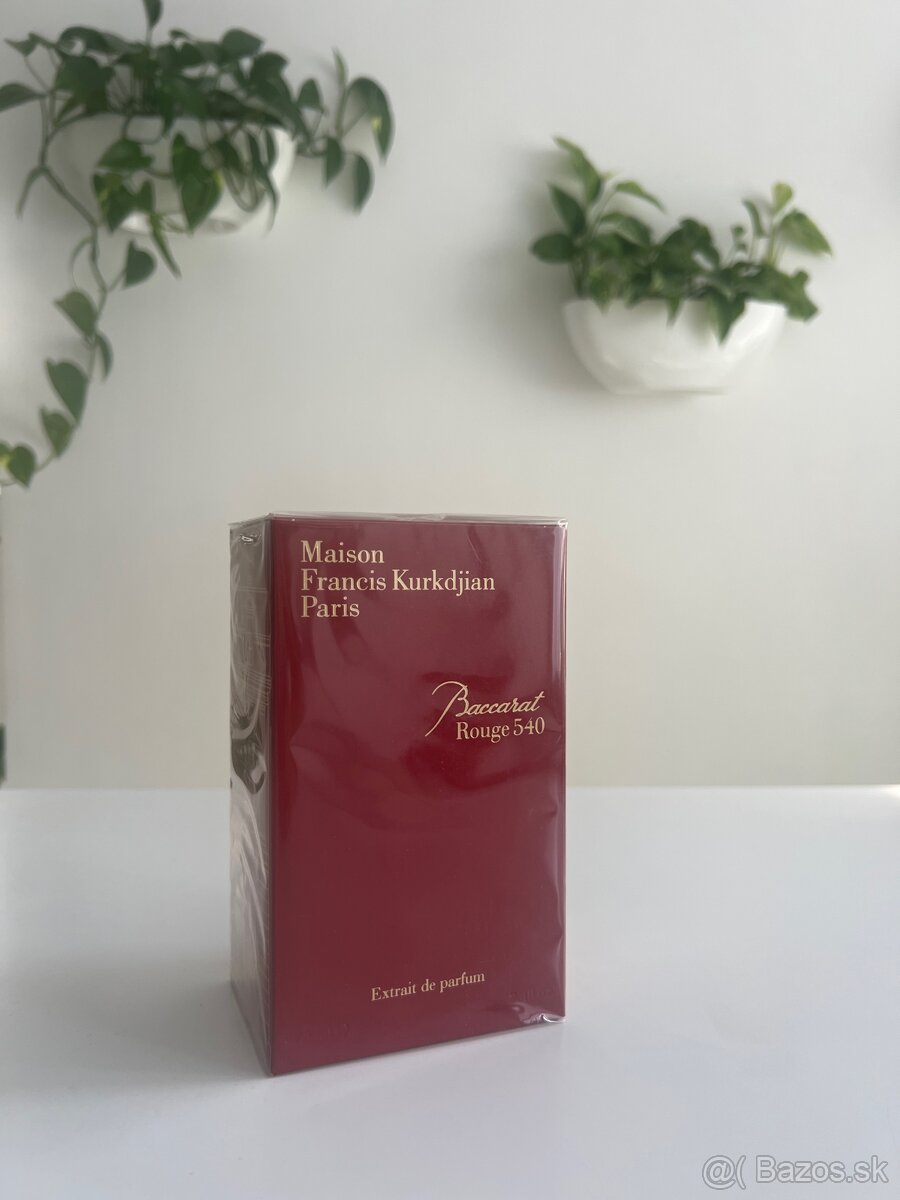 Maison
Francis Kurkdjian
Paris
Baccarat
Rouge 540
Extrait de parfum
@( Bazos.sk